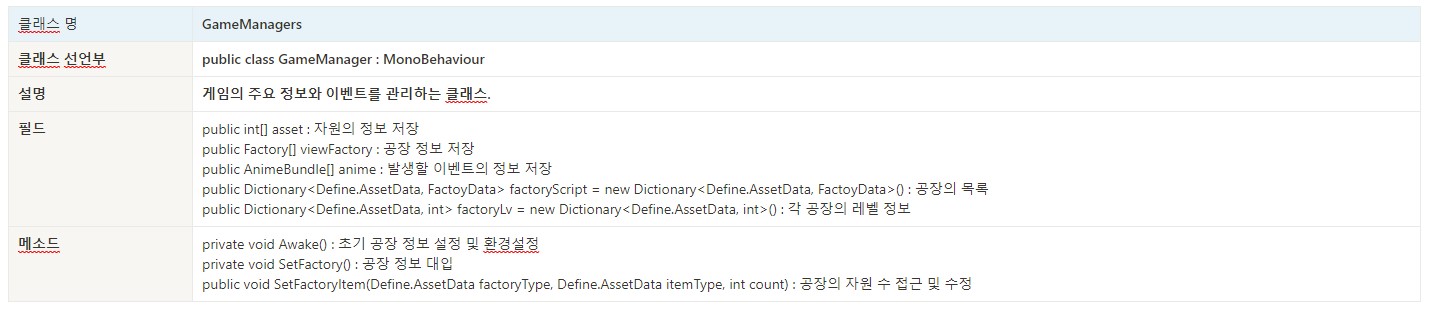 클래스 명 GameManagers
클래스 선언부 public class GameManager : MonoBehaviour
설명 게임의 주요 정보와 이벤트를 관리하는 클래스.
필드 public int[] asset : 자원의 정보 저장
public Factory[] viewFactory : 공장 정보 저장
public AnimeBundle[] anime : 발생할 이벤트의 정보 저장
public Dictionary<Define.AssetData, FactoyData> factoryScript = new Dictionary<Define.AssetData, FactoyData>() : 공장의 목록
public Dictionary<Define.AssetData, int> factoryLv = new Dictionary<Define.AssetData, int>() : 각 공장의 레벨 정보
메소드 private void Awake() : 초기 공장 정보 설정 및 환경설정
private void SetFactory() : 공장 정보 대입
public void SetFactoryItem(Define.AssetData factoryType, Define.AssetData itemType, int count) : 공장의 자원 수 접근 및 수정